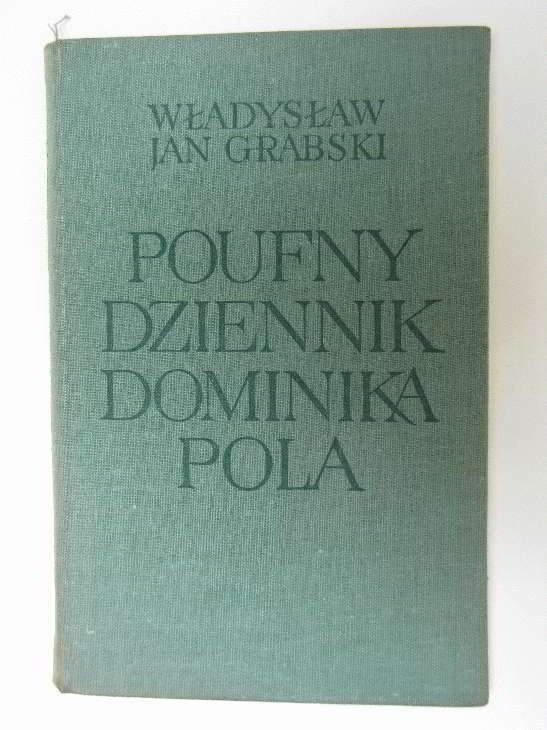 WŁADYSŁAW
JAN GRABSKI
POUFNY
DZIENNIK
DOMINIKA
POLA